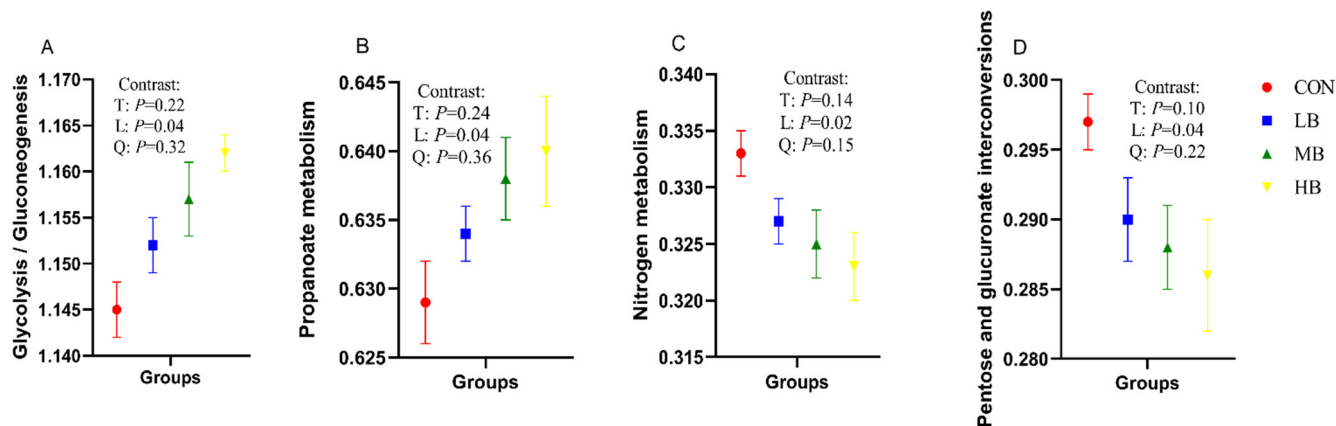 A
Glycolysis / Gluconeogenesis
1.170
1.165
1.160
1.155
1.150
1.145
1.140
Contrast:
T: P=0.22
L: P=0.04
Q: P=0.32
Groups
B
Propanoate metabolism
0.645
0.640
0.635
0.630
0.625
Contrast:
T: P=0.24
L: P=0.04
Q: P=0.36
Groups
C
Nitrogen metabolism
0.340
0.335
0.330
0.325
0.320
0.315
Contrast:
T: P=0.14
L: P=0.02
Q: P=0.15
Groups
D
Pentose and glucuronate interconversions
0.300
0.295
0.290
0.285
0.280
Contrast:
T: P=0.10
L: P=0.04
Q: P=0.22
Groups
CON
LB
MB
HB